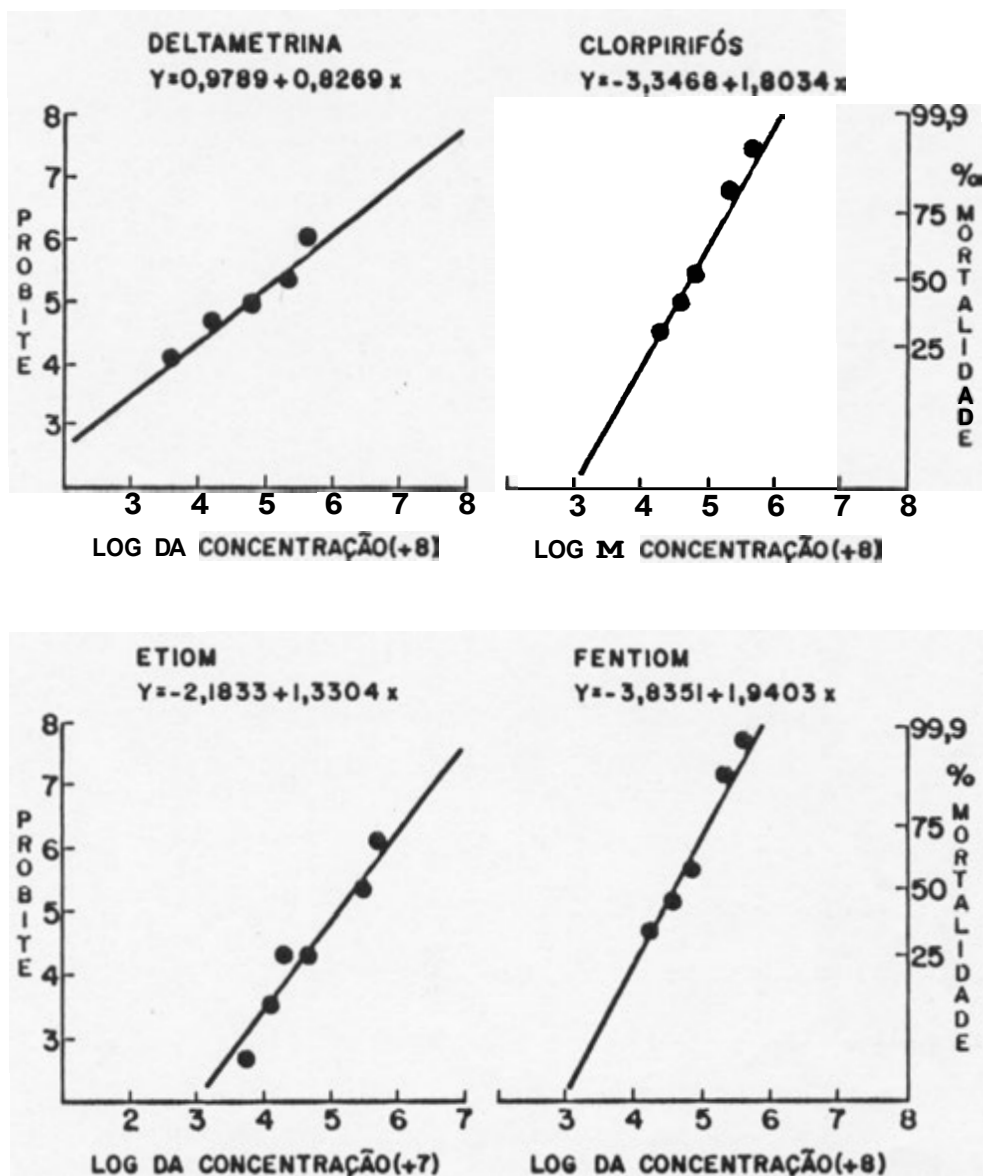 DELTAMETRINA
Y=0,9789+0,8269 x
8
7
6
5
4
3
PROBITE
3 4 5 6 7 8
LOG DA CONCENTRAÇÃO(+8)
CLORPIRIFÓS
Y=-3,3468+1,8034x
99,9
75
50
25
% MORTALIDADE
3 4 5 6 7 8
LOG M CONCENTRAÇÃO(+8)
ETIOM
Y=-2,1833+1,3304 x
8
7
6
5
4
3
PROBITE
2 3 4 5 6 7
LOG DA CONCENTRAÇÃO(+7)
FENTIOM
Y=-3,8351+1,9403 x
99,9
75
50
25
% MORTALIDADE
3 4 5 6 7 8
LOG DA CONCENTRAÇÃO(+8)